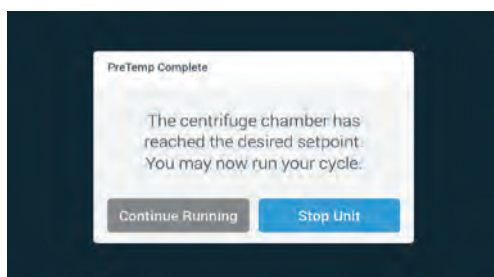 PreTemp Complete
The centrifuge chamber has
reached the desired setpoint.
You may now run your cycle.
Continue Running
Stop Unit